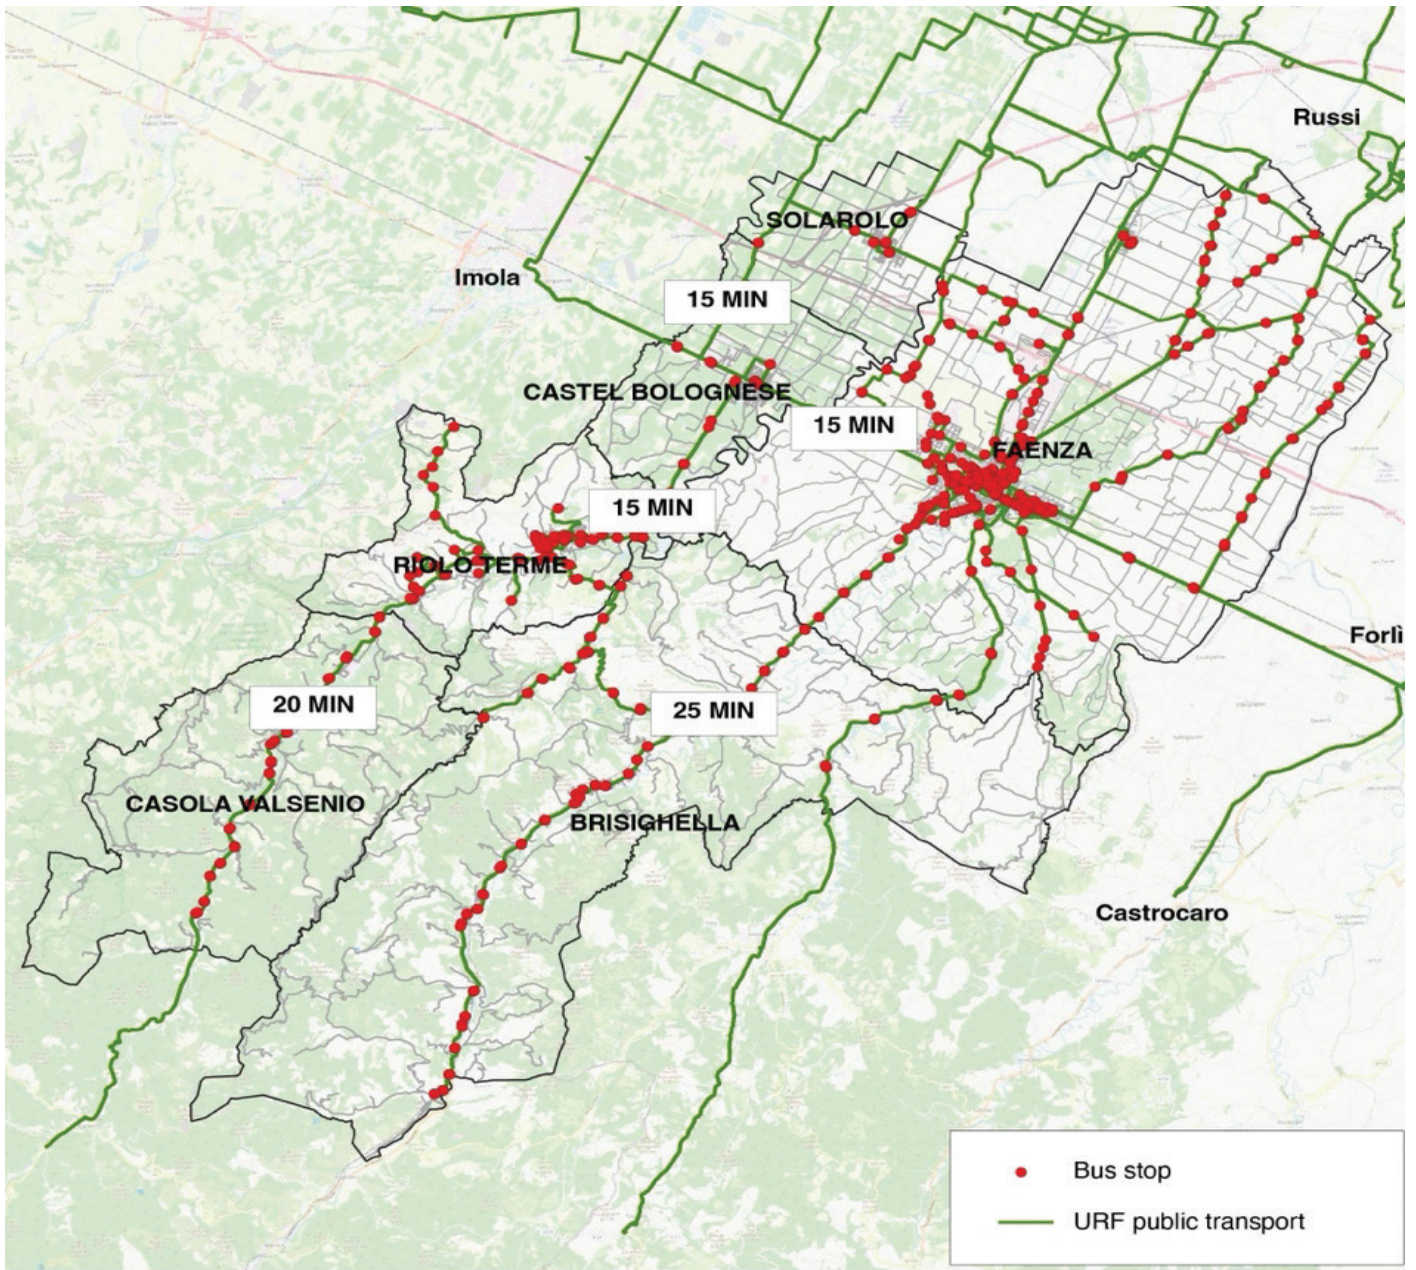 Russi
SOLAROLO
Imola
15 MIN
CASTEL BOLOGNESE
15 MIN
FAENZA
15 MIN
RIOLO TERME
Forlì
20 MIN
25 MIN
CASOLA VALSENIO
BRISIGHELLA
Castrocaro
Bus stop
URF public transport